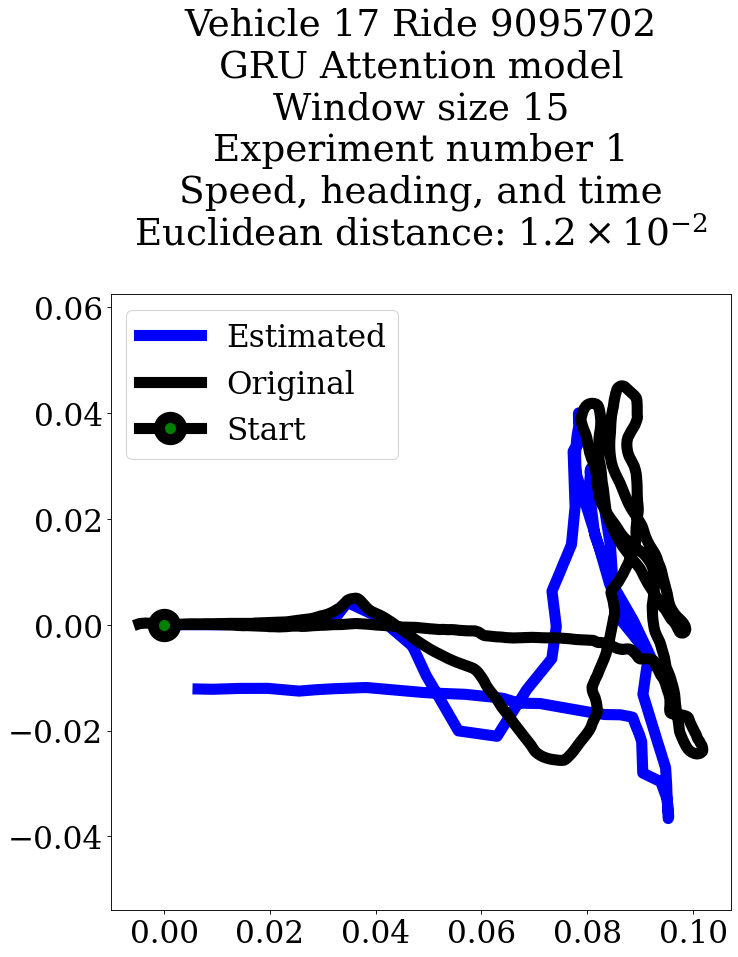 Vehicle 17 Ride 9095702
GRU Attention model
Window size 15
Experiment number 1
Speed, heading, and time
Euclidean distance: 1.2 × 10⁻²
Estimated
Original
Start
0.06
0.04
0.02
0.00
−0.02
−0.04
0.00 0.02 0.04 0.06 0.08 0.10